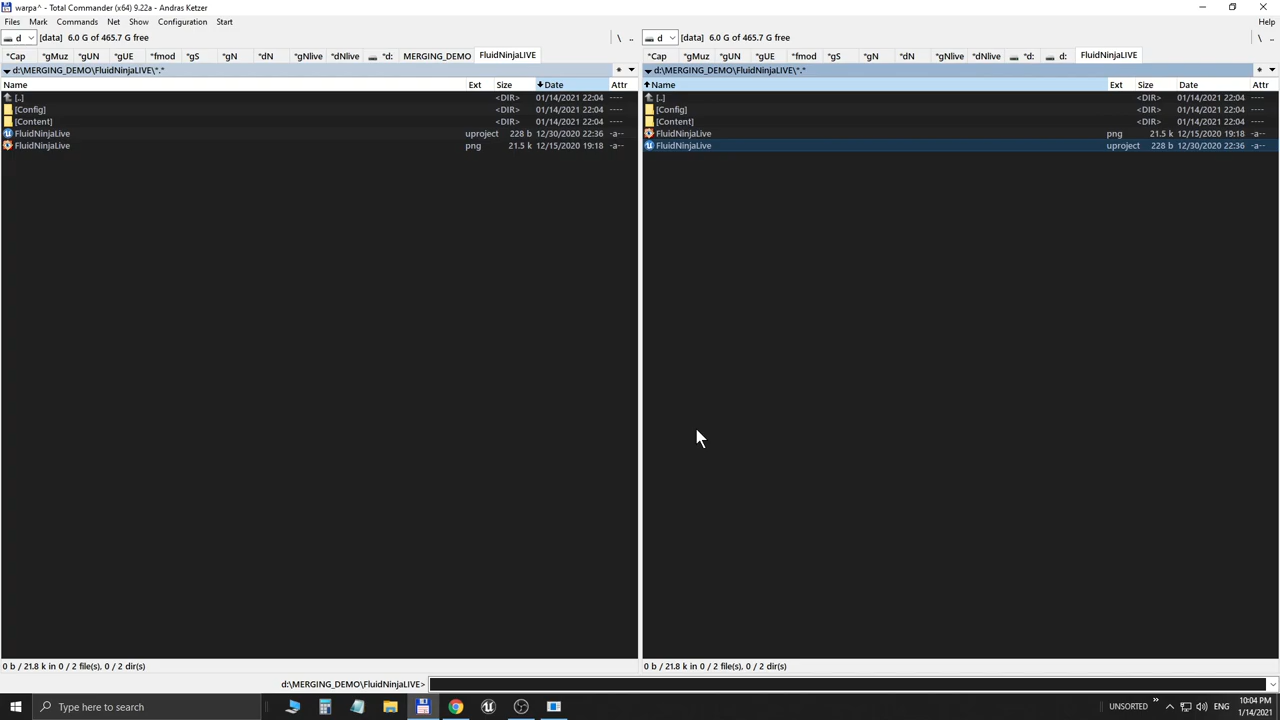 warpa^ - Total Commander (x64) 9.22a - Andras Ketzer
Files Mark Commands Net Show Configuration Start Help
d [data] 6.0 G of 465.7 G free \ ..
*Cap *gMuz *gUN *gUE *fmod *gS *gN *dN *gNlive *dNlive *d: MERGING_DEMO FluidNinjaLIVE
d:\MERGING_DEMO\FluidNinjaLIVE\*.*
Name Ext Size Date Attr
[..] <DIR> 01/14/2021 22:04 ----
[Config] <DIR> 01/14/2021 22:04 ----
[Content] <DIR> 01/14/2021 22:04 ----
FluidNinjaLive uproject 228 b 12/30/2020 22:36 -a--
FluidNinjaLive png 21.5 k 12/15/2020 19:18 -a--
0 b / 21.8 k in 0 / 2 file(s), 0 / 2 dir(s)
d [data] 6.0 G of 465.7 G free \ ..
*Cap *gMuz *gUN *gUE *fmod *gS *gN *dN *gNlive *dNlive *d: d: FluidNinjaLIVE
d:\MERGING_DEMO\FluidNinjaLIVE\*.*
Name Ext Size Date Attr
[..] <DIR> 01/14/2021 22:04 ----
[Config] <DIR> 01/14/2021 22:04 ----
[Content] <DIR> 01/14/2021 22:04 ----
FluidNinjaLive png 21.5 k 12/15/2020 19:18 -a--
FluidNinjaLive uproject 228 b 12/30/2020 22:36 -a--
0 b / 21.8 k in 0 / 2 file(s), 0 / 2 dir(s)
d:\MERGING_DEMO\FluidNinjaLIVE>
Type here to search
UNSORTED » ENG 10:04 PM
1/14/2021